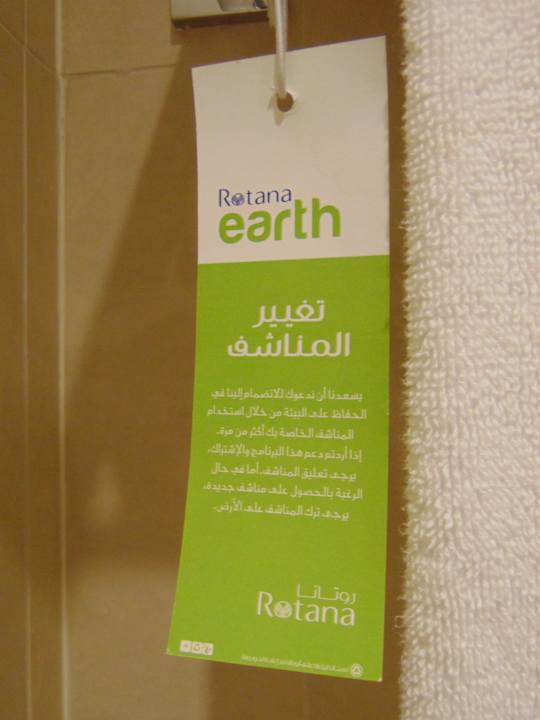 Rotana
earth
تغيير
المناشف
يسعدنا أن ندعوك للانضمام إلينا في
الحفاظ على البيئة من خلال استخدام
المناشف الخاصة بك أكثر من مرة.
إذا أردتم دعم هذا البرنامج والإشتراك،
يرجى تعليق المناشف. أما في حال
الرغبة بالحصول على مناشف جديدة،
يرجى ترك المناشف على الأرض.
روتانا
Rotana